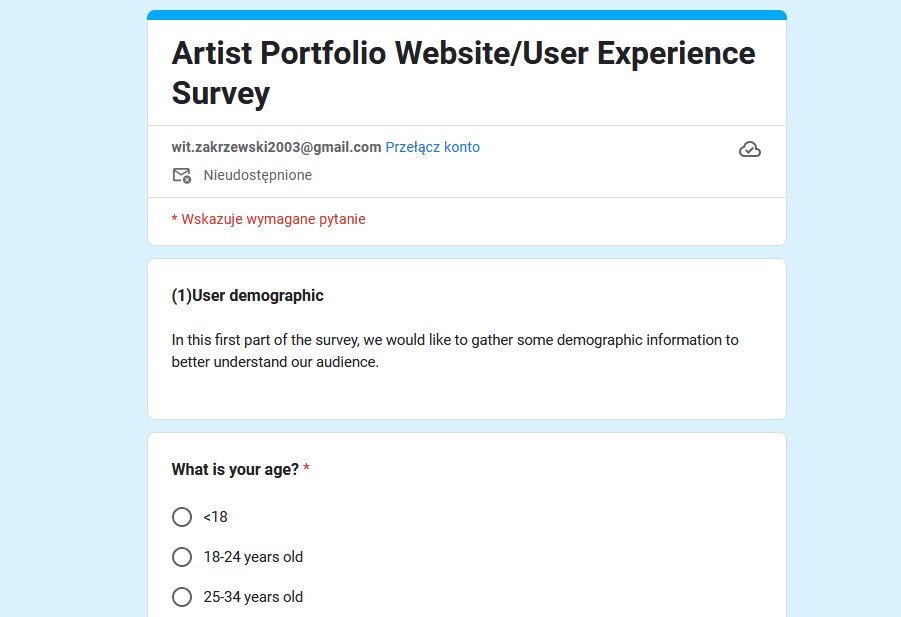 Artist Portfolio Website/User Experience
Survey
wit.zakrzewski2003@gmail.com Przełącz konto
Nieudostępnione
* Wskazuje wymagane pytanie
(1)User demographic
In this first part of the survey, we would like to gather some demographic information to
better understand our audience.
What is your age? *
<18
18-24 years old
25-34 years old